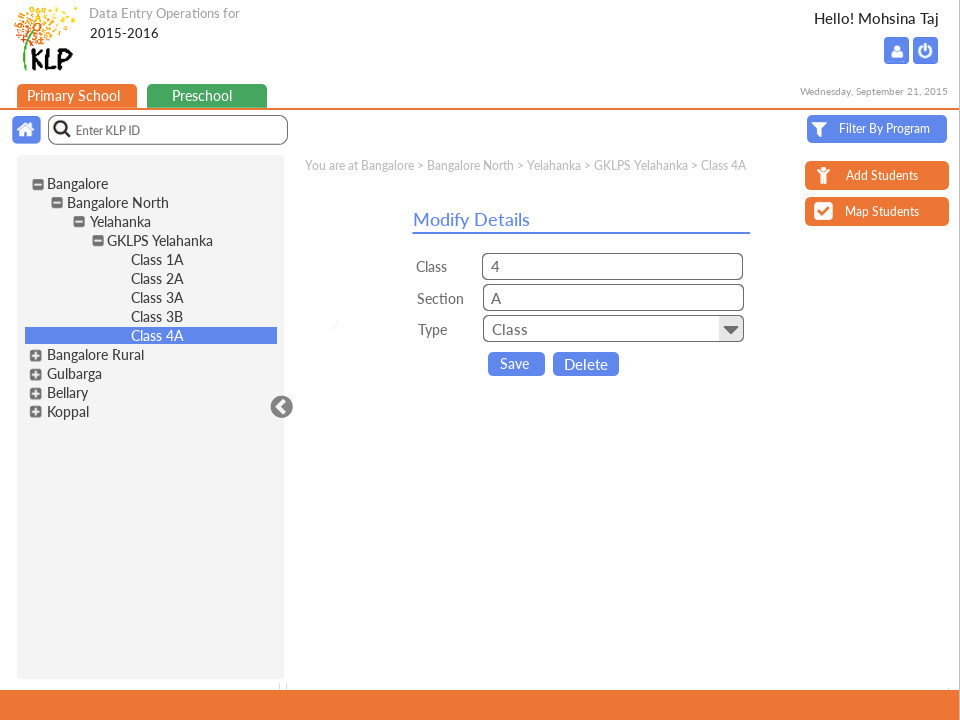 Data Entry Operations for
2015-2016
KLP
Hello! Mohsina Taj
Primary School
Preschool
Wednesday, September 21, 2015
Enter KLP ID
Filter By Program
You are at Bangalore > Bangalore North > Yelahanka > GKLPS Yelahanka > Class 4A
Add Students
Map Students
Bangalore
Bangalore North
Yelahanka
GKLPS Yelahanka
Class 1A
Class 2A
Class 3A
Class 3B
Class 4A
Bangalore Rural
Gulbarga
Bellary
Koppal
Modify Details
Class 4
Section A
Type Class
Save Delete